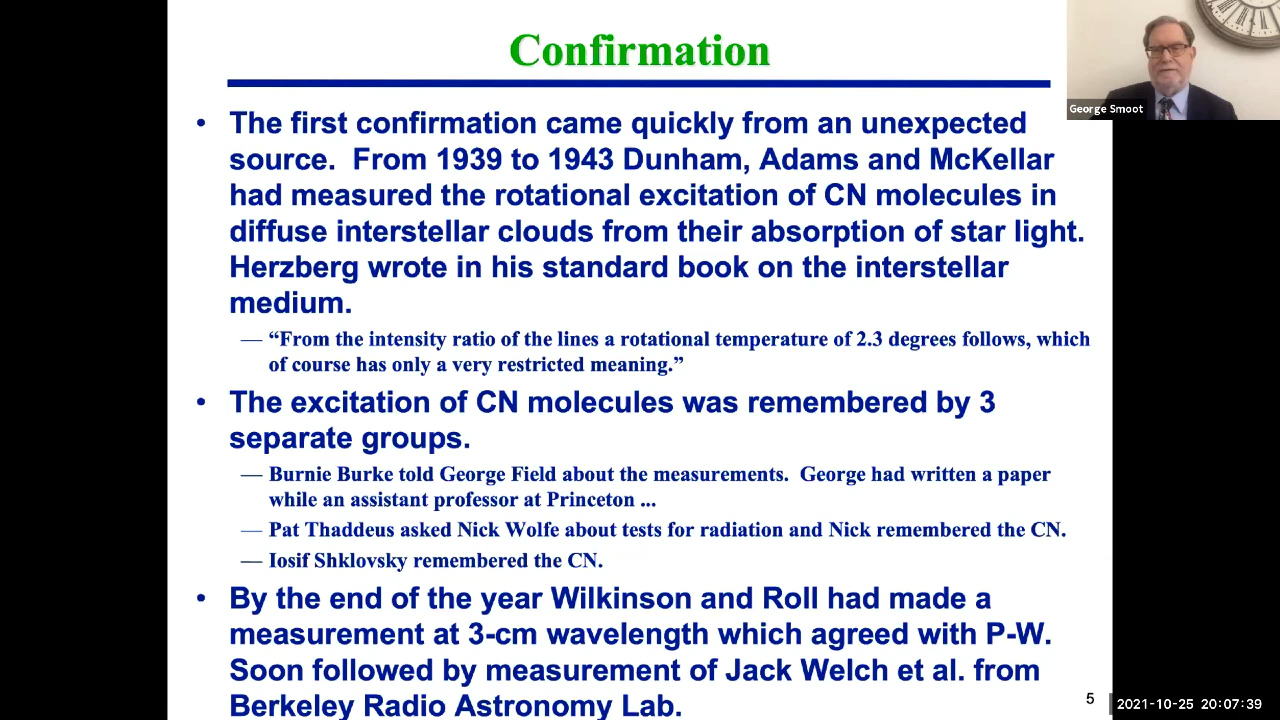 Confirmation
George Smoot
• The first confirmation came quickly from an unexpected
source. From 1939 to 1943 Dunham, Adams and McKellar
had measured the rotational excitation of CN molecules in
diffuse interstellar clouds from their absorption of star light.
Herzberg wrote in his standard book on the interstellar
medium.
— “From the intensity ratio of the lines a rotational temperature of 2.3 degrees follows, which
of course has only a very restricted meaning.”
• The excitation of CN molecules was remembered by 3
separate groups.
— Burnie Burke told George Field about the measurements. George had written a paper
while an assistant professor at Princeton ...
— Pat Thaddeus asked Nick Wolfe about tests for radiation and Nick remembered the CN.
— Iosif Shklovsky remembered the CN.
• By the end of the year Wilkinson and Roll had made a
measurement at 3-cm wavelength which agreed with P-W.
Soon followed by measurement of Jack Welch et al. from
Berkeley Radio Astronomy Lab.
5
2021-10-25 20:07:39